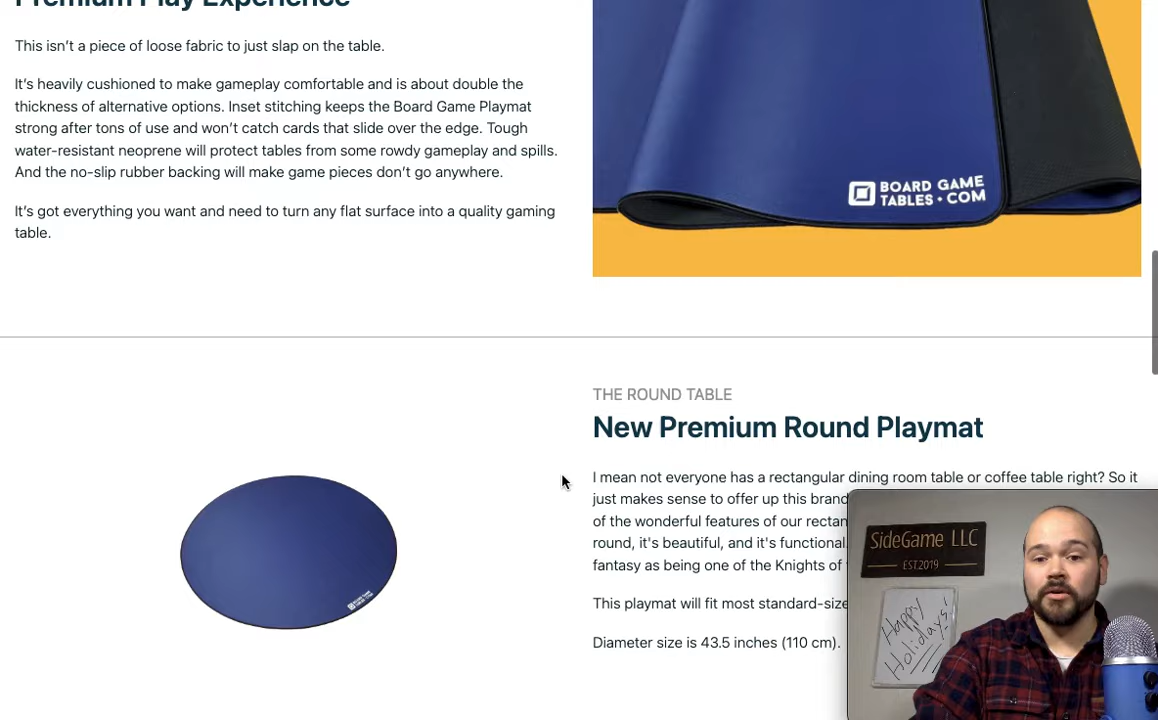 Premium Play Experience
This isn’t a piece of loose fabric to just slap on the table.
It’s heavily cushioned to make gameplay comfortable and is about double the
thickness of alternative options. Inset stitching keeps the Board Game Playmat
strong after tons of use and won’t catch cards that slide over the edge. Tough
water-resistant neoprene will protect tables from some rowdy gameplay and spills.
And the no-slip rubber backing will make game pieces don’t go anywhere.
It’s got everything you want and need to turn any flat surface into a quality gaming
table.
BOARD GAME
TABLES•COM
THE ROUND TABLE
New Premium Round Playmat
I mean not everyone has a rectangular dining room table or coffee table right? So it
just makes sense to offer up this brand
of the wonderful features of our rectan
round, it's beautiful, and it's functional.
fantasy as being one of the Knights of
This playmat will fit most standard-size
Diameter size is 43.5 inches (110 cm).
BOARD GAME
TABLES•COM
SideGame LLC
EST.2019
Happy
Holidays!